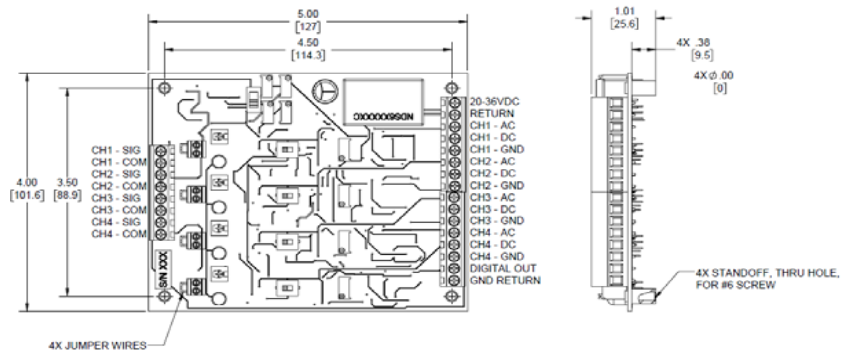 5.00
[127]
4.50
[114.3]
1.01
[25.6]
4X .38
[9.5]
4X Ø .00
[0]
4.00
[101.6]
3.50
[88.9]
CH1 - SIG
CH1 - COM
CH2 - SIG
CH2 - COM
CH3 - SIG
CH3 - COM
CH4 - SIG
CH4 - COM
S/N XXX
NDS6XXXXXC
20-36VDC
RETURN
CH1 - AC
CH1 - DC
CH1 - GND
CH2 - AC
CH2 - DC
CH2 - GND
CH3 - AC
CH3 - DC
CH3 - GND
CH4 - AC
CH4 - DC
CH4 - GND
DIGITAL OUT
GND RETURN
4X STANDOFF, THRU HOLE,
FOR #6 SCREW
4X JUMPER WIRES